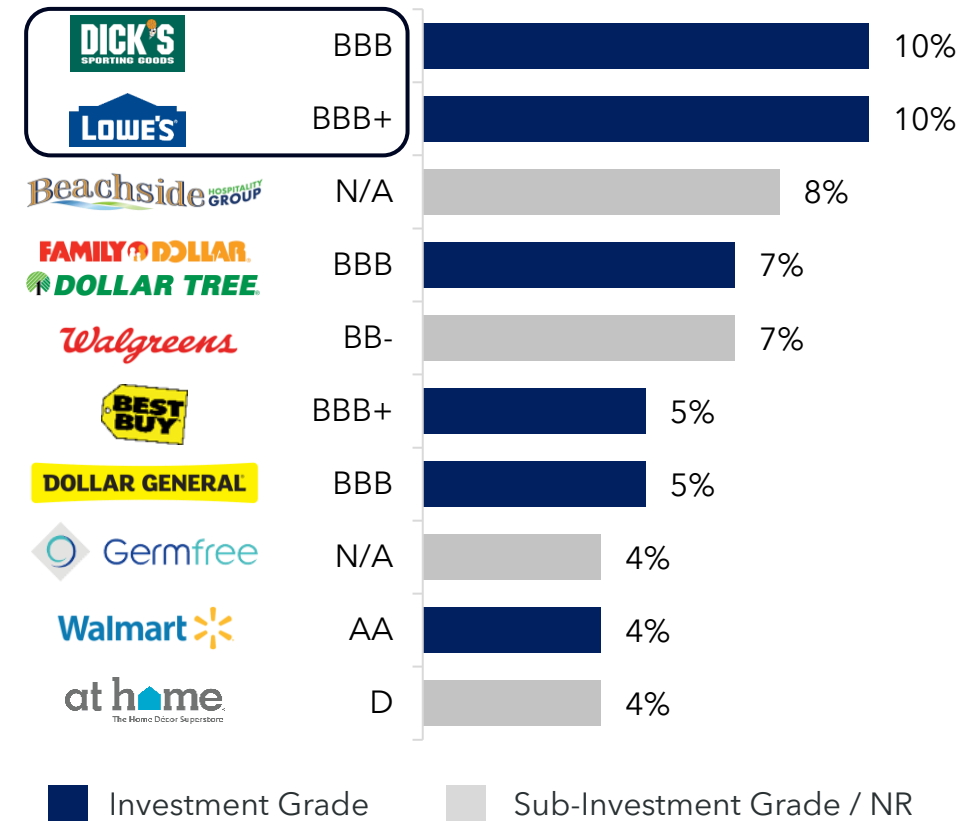 DICK'S
SPORTING GOODS
BBB
10%
LOWE'S
BBB+
10%
Beachside HOSPITALITY GROUP
N/A
8%
FAMILY DOLLAR
DOLLAR TREE
BBB
7%
Walgreens
BB-
7%
BEST BUY
BBB+
5%
DOLLAR GENERAL
BBB
5%
Germfree
N/A
4%
Walmart
AA
4%
at home
The Home Décor Superstore
D
4%
Investment Grade
Sub-Investment Grade / NR